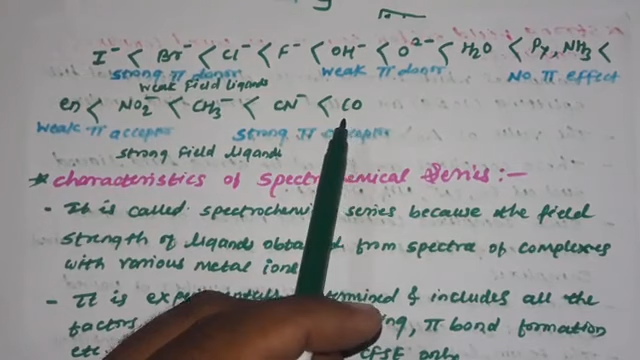 I⁻ < Br⁻ < Cl⁻ < F⁻ < OH⁻ < O²⁻ < H₂O < Py, NH₃ <
strong π donor weak π donor No π effect
weak field ligands
en < NO₂⁻ < CH₃⁻ < CN⁻ < CO
weak π acceptor strong π
strong field ligands
* characteristics of Spectrochemical Series:-
• It is called spectrochemical series because the field
strength of ligands obtained from spectra of complexes
with various metal ions
• It is & includes all the
factors π bond formation
etc CFSE only.